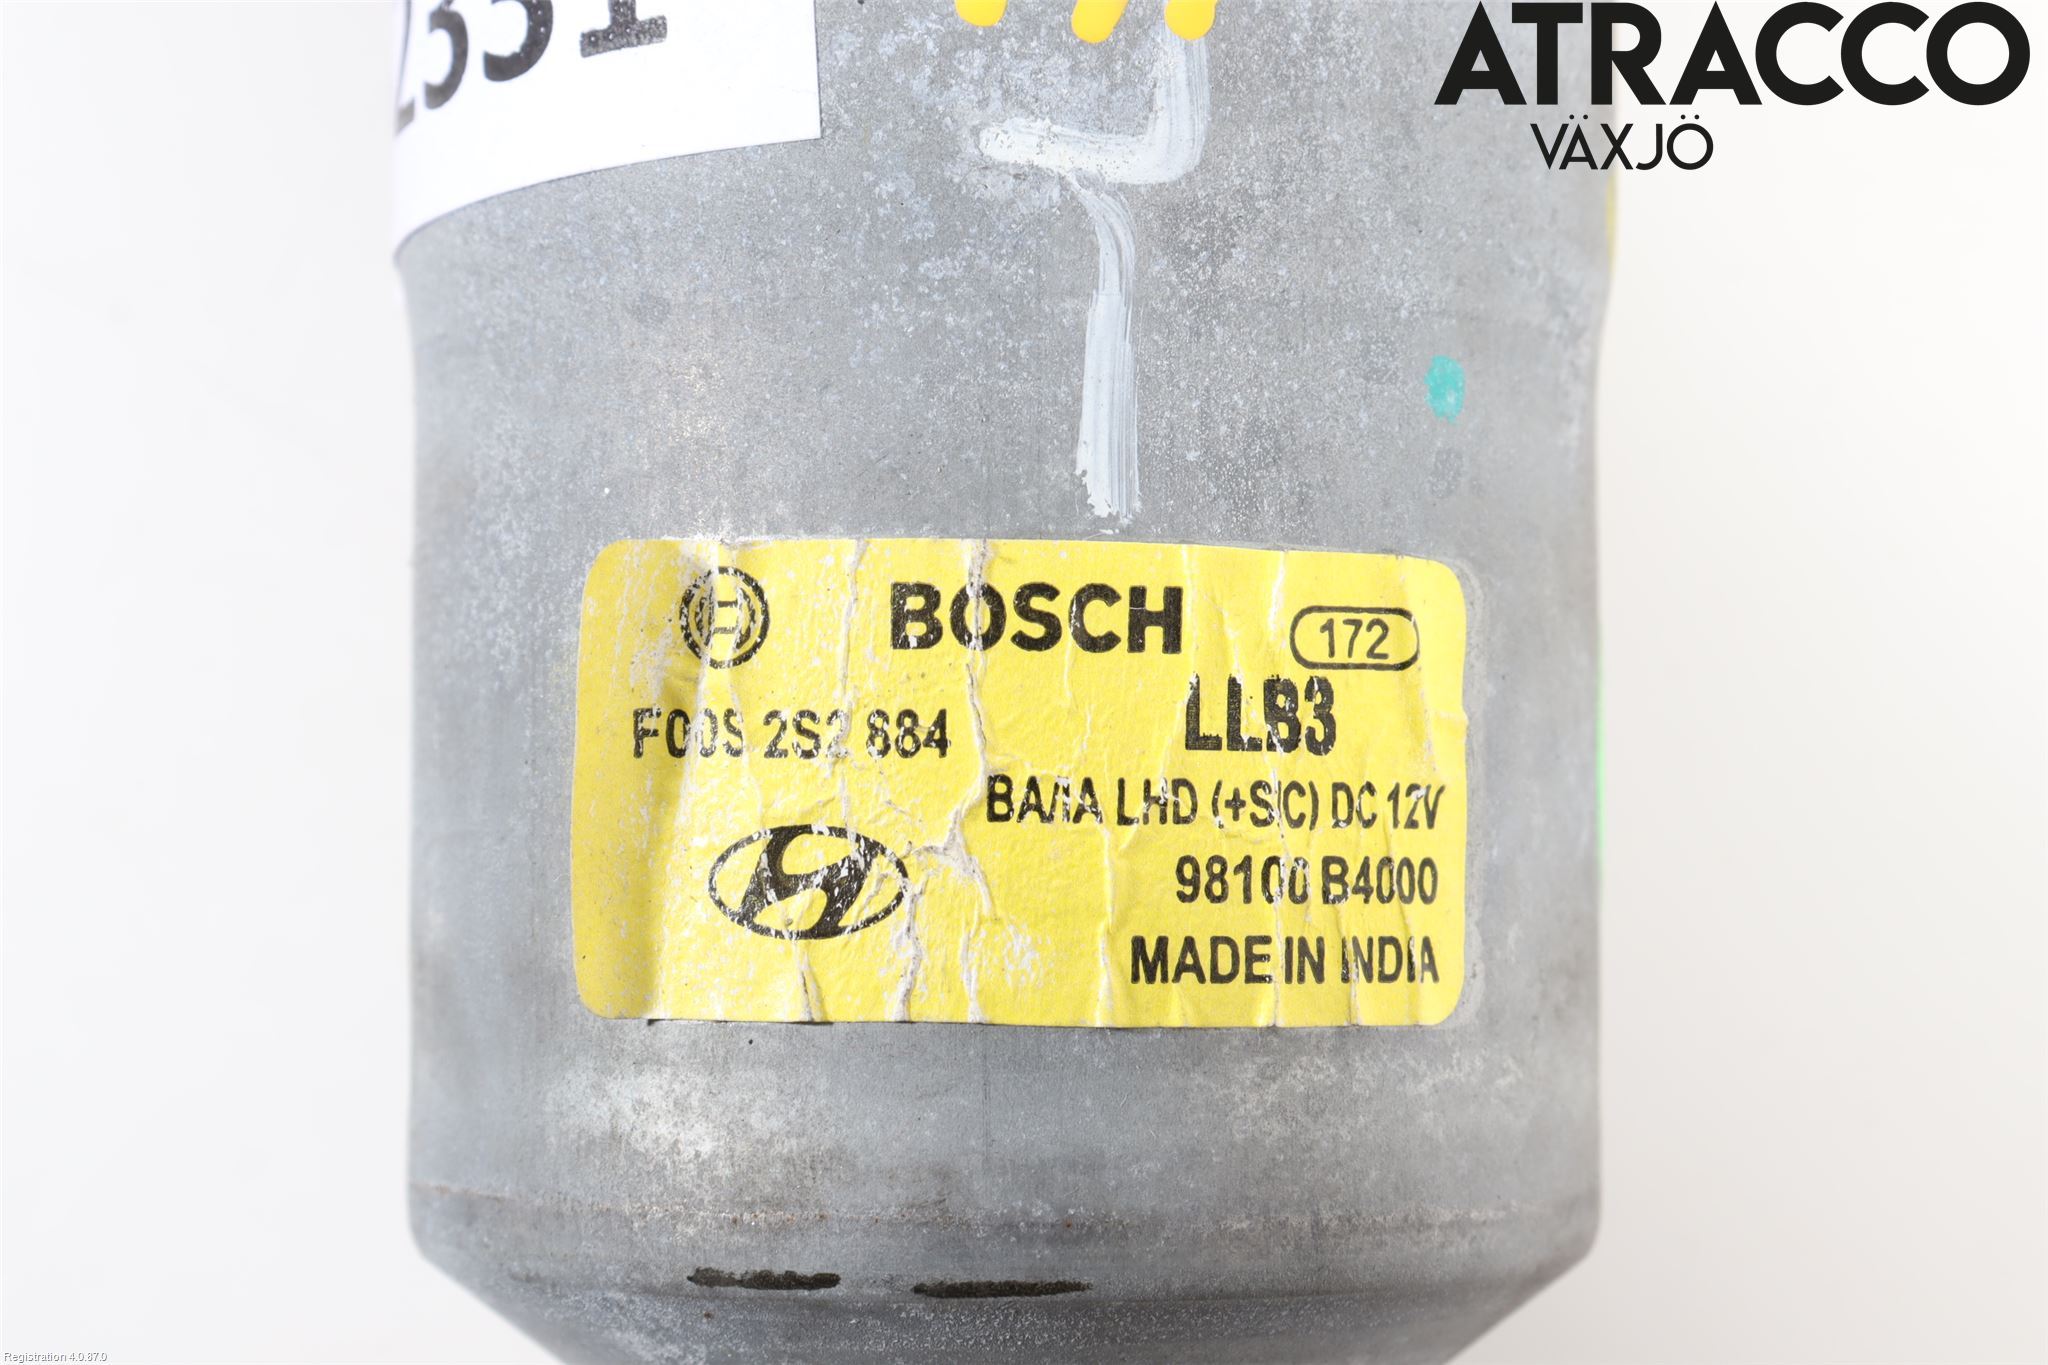 ATRACCO
VÄXJÖ
BOSCH
172
F00S 2S2 884
LLB3
BA/IA LHD (+S/C) DC 12V
98100 B4000
MADE IN INDIA
Registration 4.0.87.0